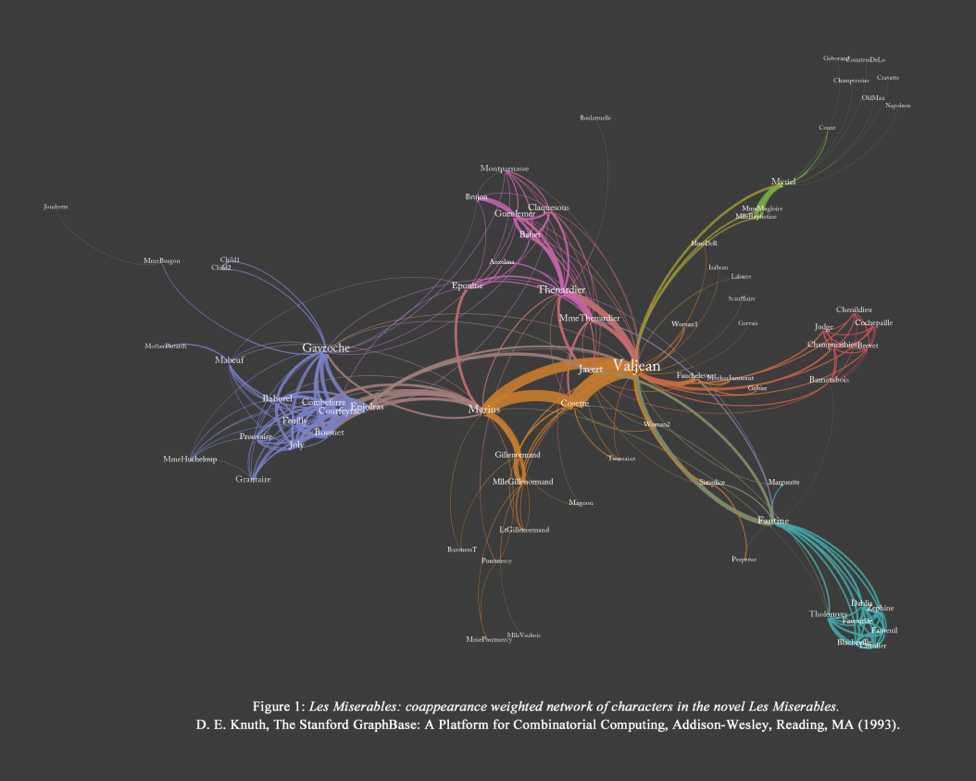 Geborand CountessDeLo
Champtercier Cravatte
OldMan
Napoleon
Count
Boulatruelle
Montparnasse
Myriel
Brujon
Claquesous
Gueulemer
MmeMagloire
MlleBaptistine
Jondrette
Babet
MmeDeR
MmeBurgon
Child1
Child2
Anzelma
Isabeau
Labarre
Eponine
Thenardier
Scaufflaire
Chenildieu
MmeThenardier
Woman1
Gervais
Judge
Cochepaille
MotherPlutarch
Gavroche
Champmathieu
Brevet
Mabeuf
Javert
Valjean
Fauchelevent
MotherInnocent
Bamatabois
Gribier
Bahorel
Combeferre
Courfeyrac
Enjolras
Marius
Cosette
Feuilly
Woman2
Prouvaire
Bossuet
Joly
MmeHucheloup
Gillenormand
Toussaint
Grantaire
MlleGillenormand
Simplice
Marguerite
Magnon
Fantine
LtGillenormand
BaronessT
Pontmercy
Perpetue
Dahlia
Zephine
Tholomyes
Favourite
Fameuil
MmePontmercy
MlleVaubois
Blacheville
Listolier
Figure 1: Les Miserables: coappearance weighted network of characters in the novel Les Miserables.
D. E. Knuth, The Stanford GraphBase: A Platform for Combinatorial Computing, Addison-Wesley, Reading, MA (1993).